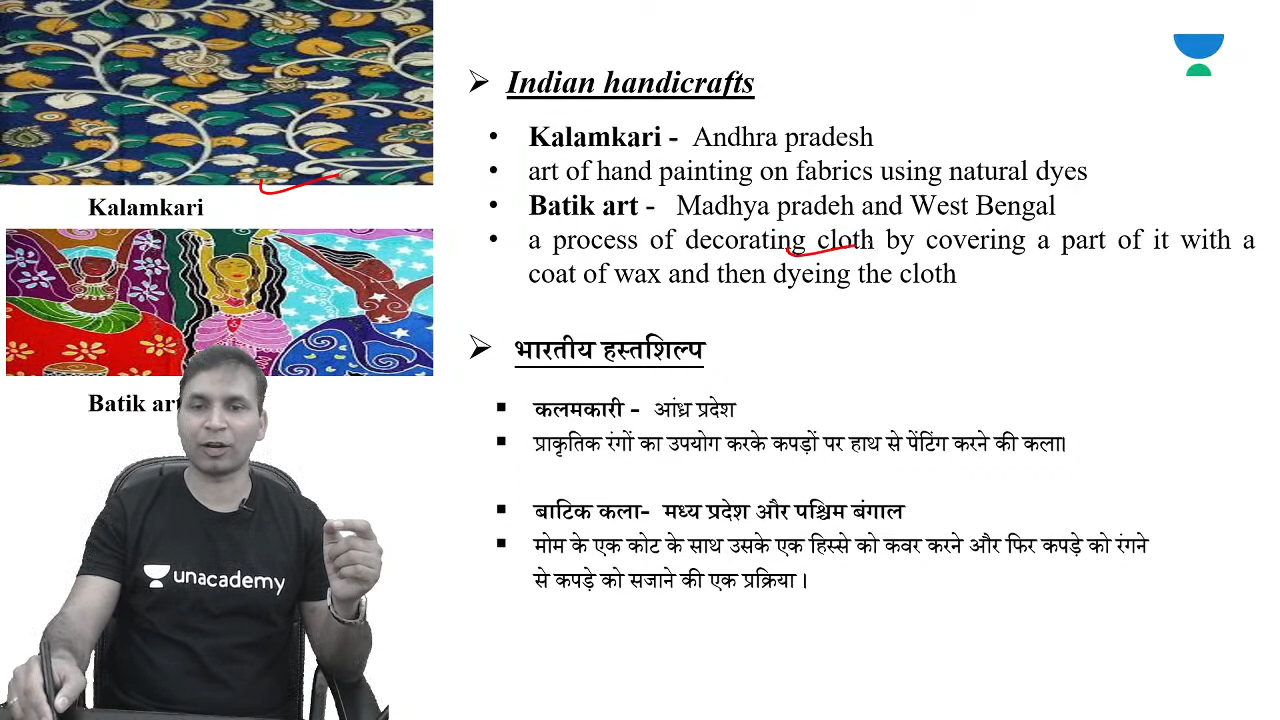 Kalamkari
Batik art
unacademy
➢ Indian handicrafts
• Kalamkari - Andhra pradesh
• art of hand painting on fabrics using natural dyes
• Batik art - Madhya pradeh and West Bengal
• a process of decorating cloth by covering a part of it with a
coat of wax and then dyeing the cloth
➢ भारतीय हस्तशिल्प
▪ कलमकारी - आंध्र प्रदेश
▪ प्राकृतिक रंगों का उपयोग करके कपड़ों पर हाथ से पेंटिंग करने की कला।
▪ बाटिक कला- मध्य प्रदेश और पश्चिम बंगाल
▪ मोम के एक कोट के साथ उसके एक हिस्से को कवर करने और फिर कपड़े को रंगने
से कपड़े को सजाने की एक प्रक्रिया।